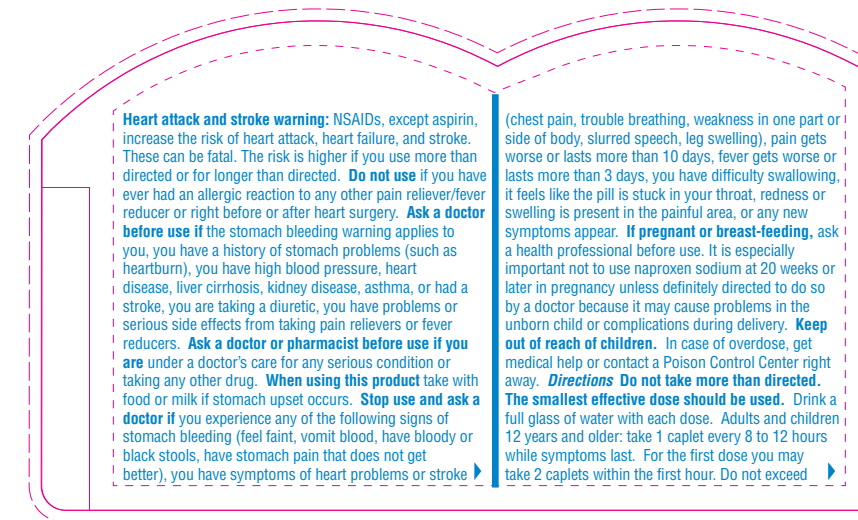 Heart attack and stroke warning: NSAIDs, except aspirin,
increase the risk of heart attack, heart failure, and stroke.
These can be fatal. The risk is higher if you use more than
directed or for longer than directed. Do not use if you have
ever had an allergic reaction to any other pain reliever/fever
reducer or right before or after heart surgery. Ask a doctor
before use if the stomach bleeding warning applies to
you, you have a history of stomach problems (such as
heartburn), you have high blood pressure, heart
disease, liver cirrhosis, kidney disease, asthma, or had a
stroke, you are taking a diuretic, you have problems or
serious side effects from taking pain relievers or fever
reducers. Ask a doctor or pharmacist before use if you
are under a doctor's care for any serious condition or
taking any other drug. When using this product take with
food or milk if stomach upset occurs. Stop use and ask a
doctor if you experience any of the following signs of
stomach bleeding (feel faint, vomit blood, have bloody or
black stools, have stomach pain that does not get
better), you have symptoms of heart problems or stroke
(chest pain, trouble breathing, weakness in one part or
side of body, slurred speech, leg swelling), pain gets
worse or lasts more than 10 days, fever gets worse or
lasts more than 3 days, you have difficulty swallowing,
it feels like the pill is stuck in your throat, redness or
swelling is present in the painful area, or any new
symptoms appear. If pregnant or breast-feeding, ask
a health professional before use. It is especially
important not to use naproxen sodium at 20 weeks or
later in pregnancy unless definitely directed to do so
by a doctor because it may cause problems in the
unborn child or complications during delivery. Keep
out of reach of children. In case of overdose, get
medical help or contact a Poison Control Center right
away. Directions Do not take more than directed.
The smallest effective dose should be used. Drink a
full glass of water with each dose. Adults and children
12 years and older: take 1 caplet every 8 to 12 hours
while symptoms last. For the first dose you may
take 2 caplets within the first hour. Do not exceed